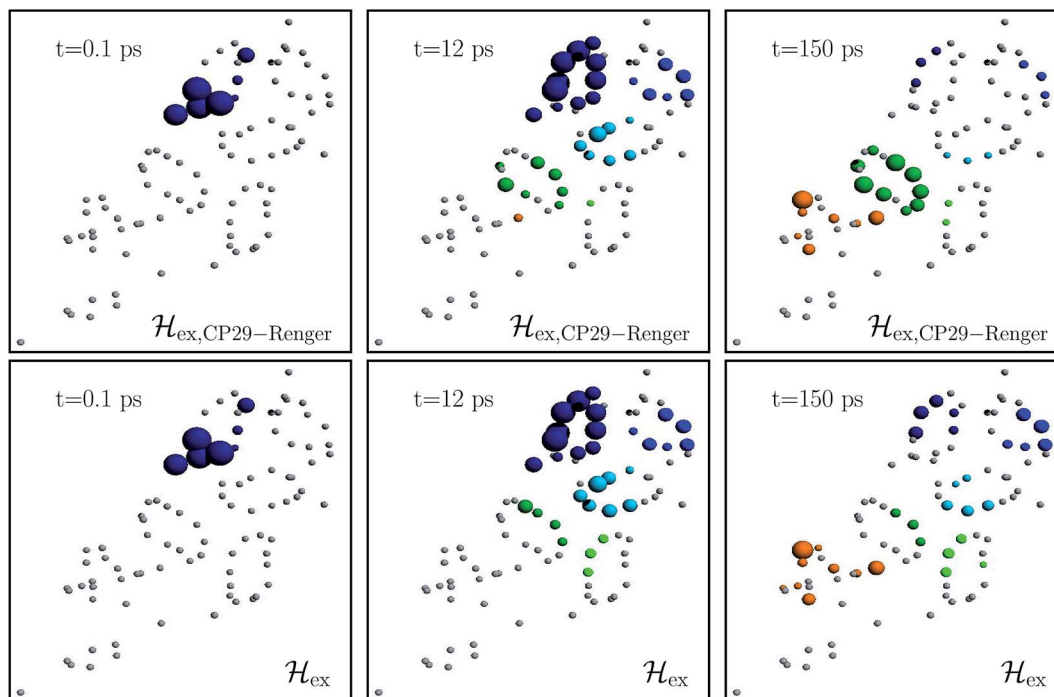 t=0.1 ps
ℋex,CP29−Renger
t=12 ps
ℋex,CP29−Renger
t=150 ps
ℋex,CP29−Renger
t=0.1 ps
ℋex
t=12 ps
ℋex
t=150 ps
ℋex